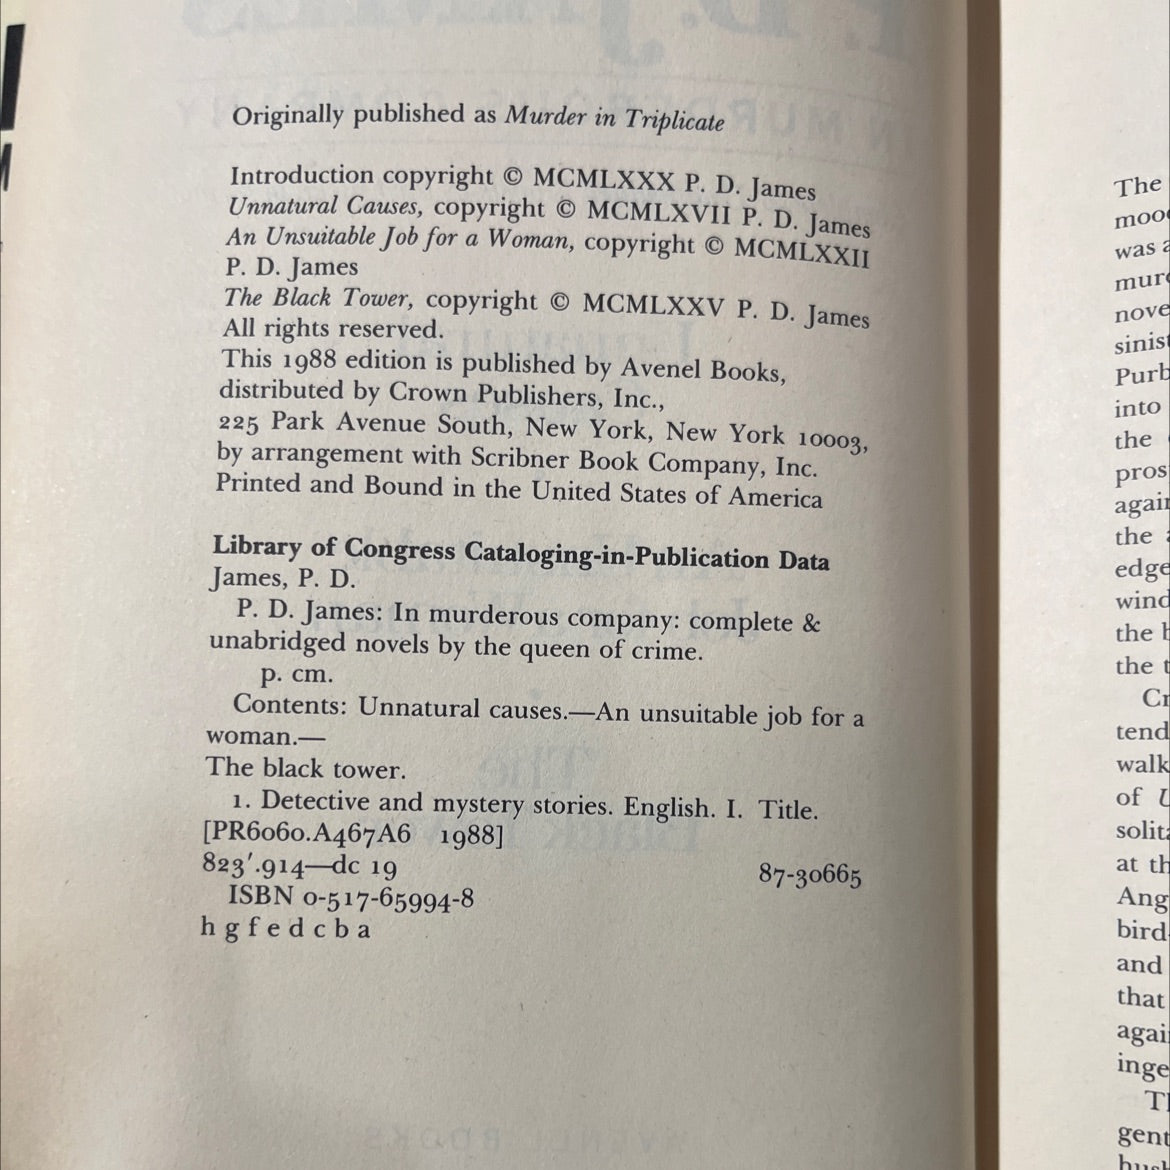 Originally published as Murder in Triplicate
Introduction copyright © MCMLXXX P. D. James
Unnatural Causes, copyright © MCMLXVII P. D. James
An Unsuitable Job for a Woman, copyright © MCMLXXII
P. D. James
The Black Tower, copyright © MCMLXXV P. D. James
All rights reserved.
This 1988 edition is published by Avenel Books,
distributed by Crown Publishers, Inc.,
225 Park Avenue South, New York, New York 10003,
by arrangement with Scribner Book Company, Inc.
Printed and Bound in the United States of America
Library of Congress Cataloging-in-Publication Data
James, P. D.
P. D. James: In murderous company: complete &
unabridged novels by the queen of crime.
p. cm.
Contents: Unnatural causes.—An unsuitable job for a
woman.—
The black tower.
1. Detective and mystery stories. English. I. Title.
[PR6060.A467A6 1988]
823'.914—dc 19 87-30665
ISBN 0-517-65994-8
h g f e d c b a
The
was
into
the
the
the
the
Cr
tend
walk
of
at
bird
and
that
gent